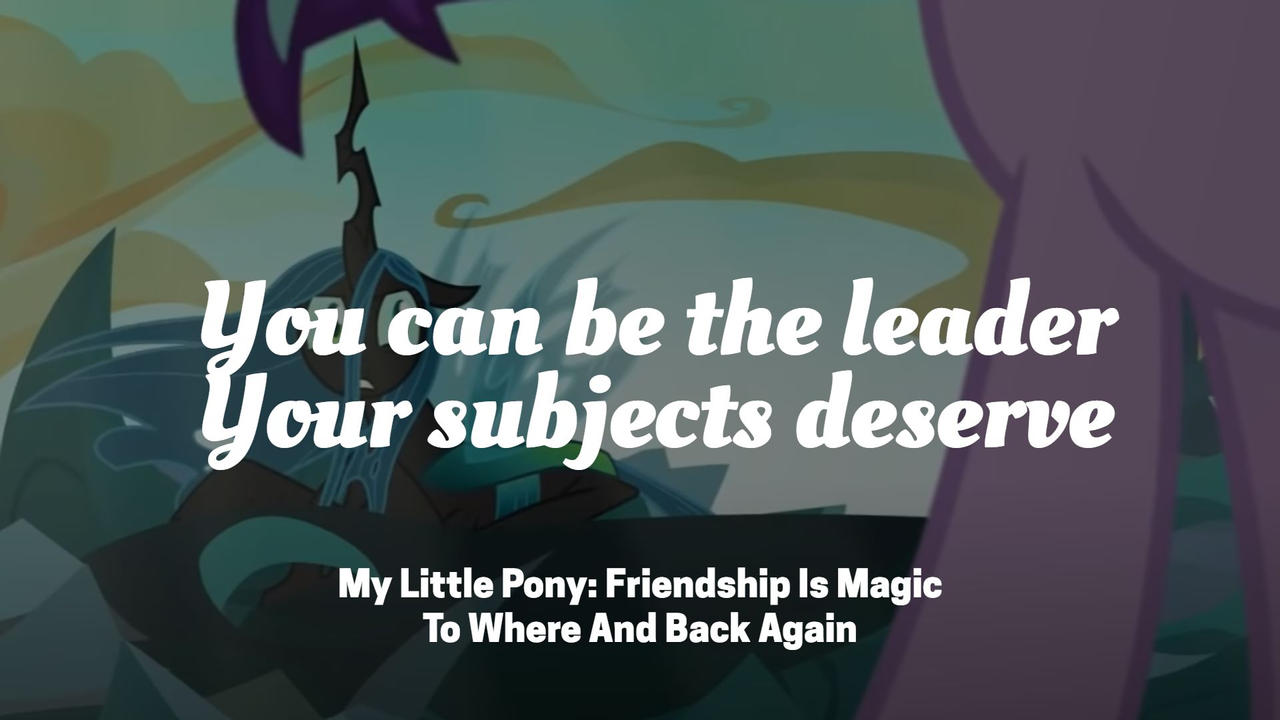 You can be the leader
Your subjects deserve
My Little Pony: Friendship Is Magic
To Where And Back Again